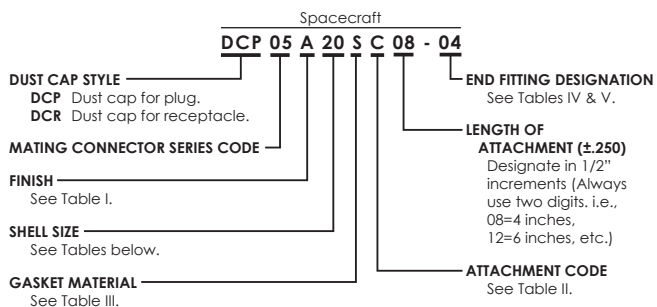 Spacecraft
DCP 05 A 20 S C 08 - 04
DUST CAP STYLE
DCP Dust cap for plug.
DCR Dust cap for receptacle.
MATING CONNECTOR SERIES CODE
FINISH
See Table I.
SHELL SIZE
See Tables below.
GASKET MATERIAL
See Table III.
END FITTING DESIGNATION
See Tables IV & V.
LENGTH OF
ATTACHMENT (±.250)
Designate in 1/2"
increments (Always
use two digits. i.e.,
08=4 inches,
12=6 inches, etc.)
ATTACHMENT CODE
See Table II.